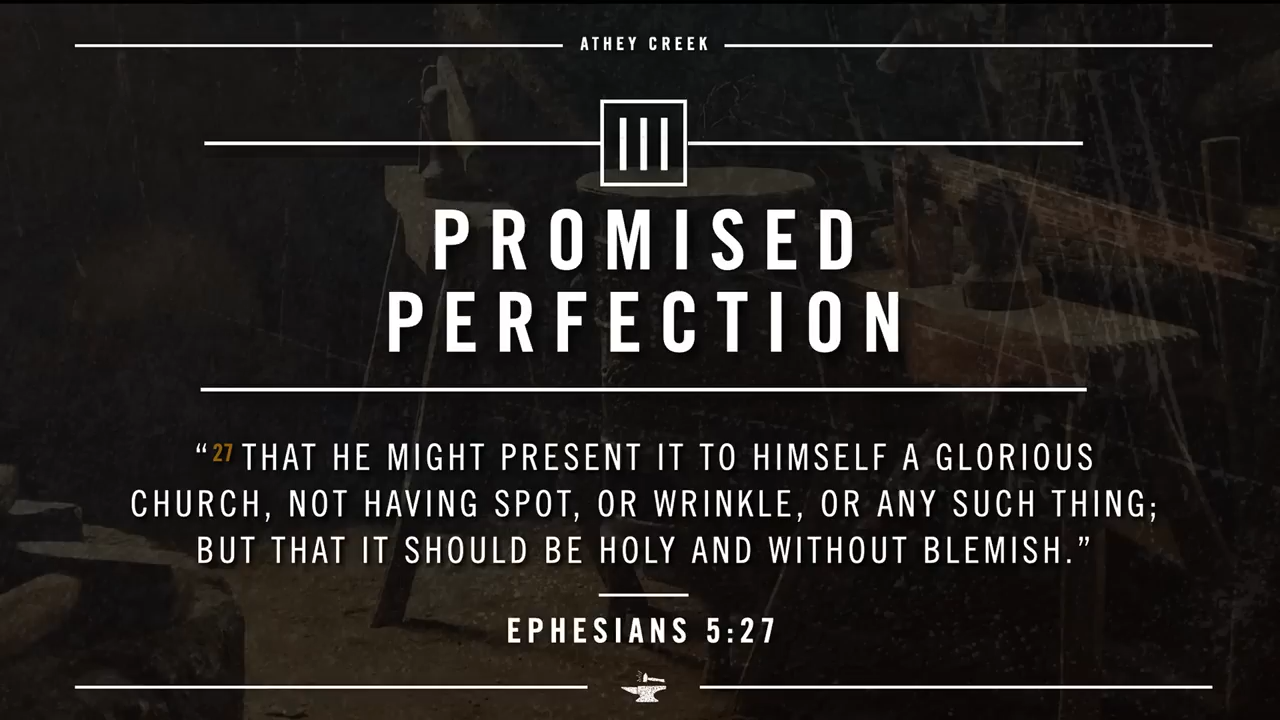 ATHEY CREEK
III
PROMISED
PERFECTION
“27 THAT HE MIGHT PRESENT IT TO HIMSELF A GLORIOUS
CHURCH, NOT HAVING SPOT, OR WRINKLE, OR ANY SUCH THING;
BUT THAT IT SHOULD BE HOLY AND WITHOUT BLEMISH.”
EPHESIANS 5:27